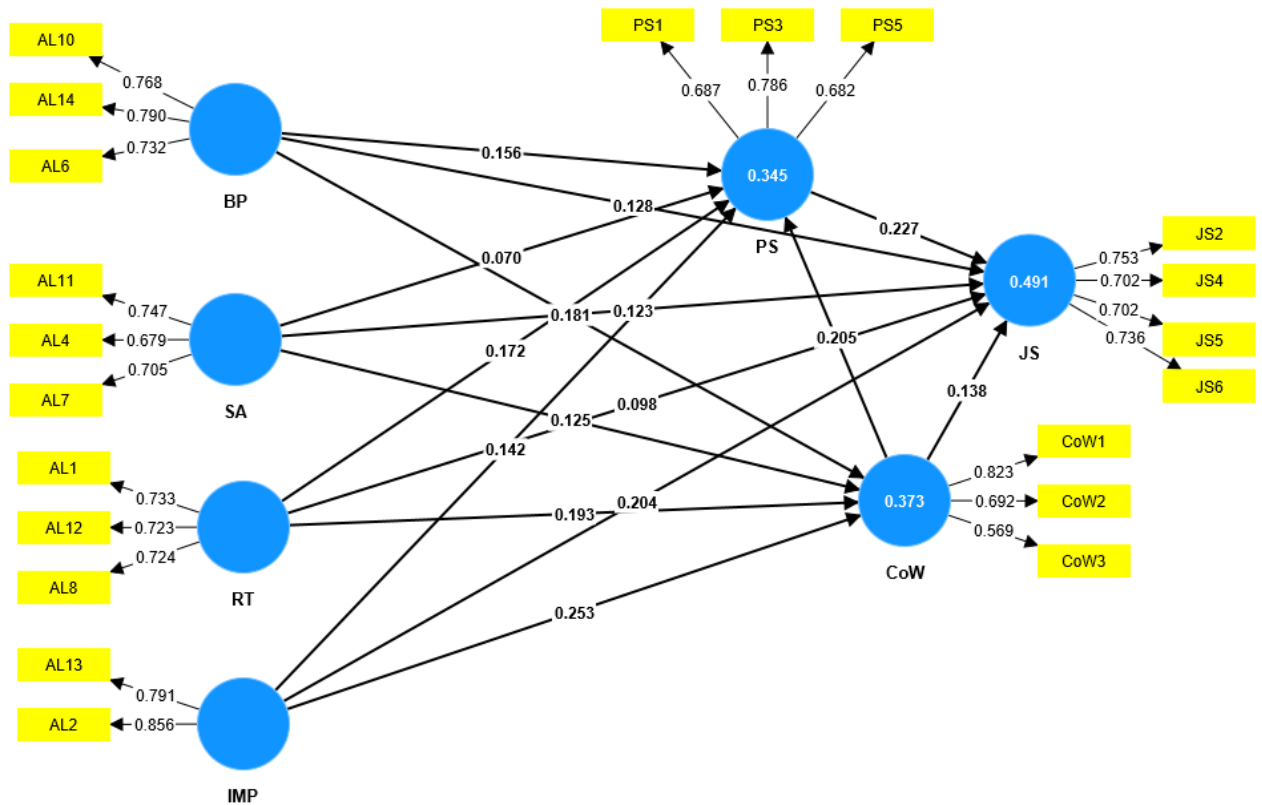 PS1
PS3
PS5
AL10
0.768
AL14
0.790
AL6
0.732
BP
0.687
0.786
0.682
0.345
PS
0.156
0.128
0.227
AL11
0.747
AL4
0.679
AL7
0.705
SA
0.070
0.181
0.123
0.172
0.205
0.491
JS
0.753
JS2
0.702
JS4
0.702
JS5
0.736
JS6
0.138
0.098
0.125
0.142
AL1
0.733
AL12
0.723
AL8
0.724
RT
0.193
0.204
0.373
CoW
0.823
CoW1
0.692
CoW2
0.569
CoW3
0.253
AL13
0.791
AL2
0.856
IMP